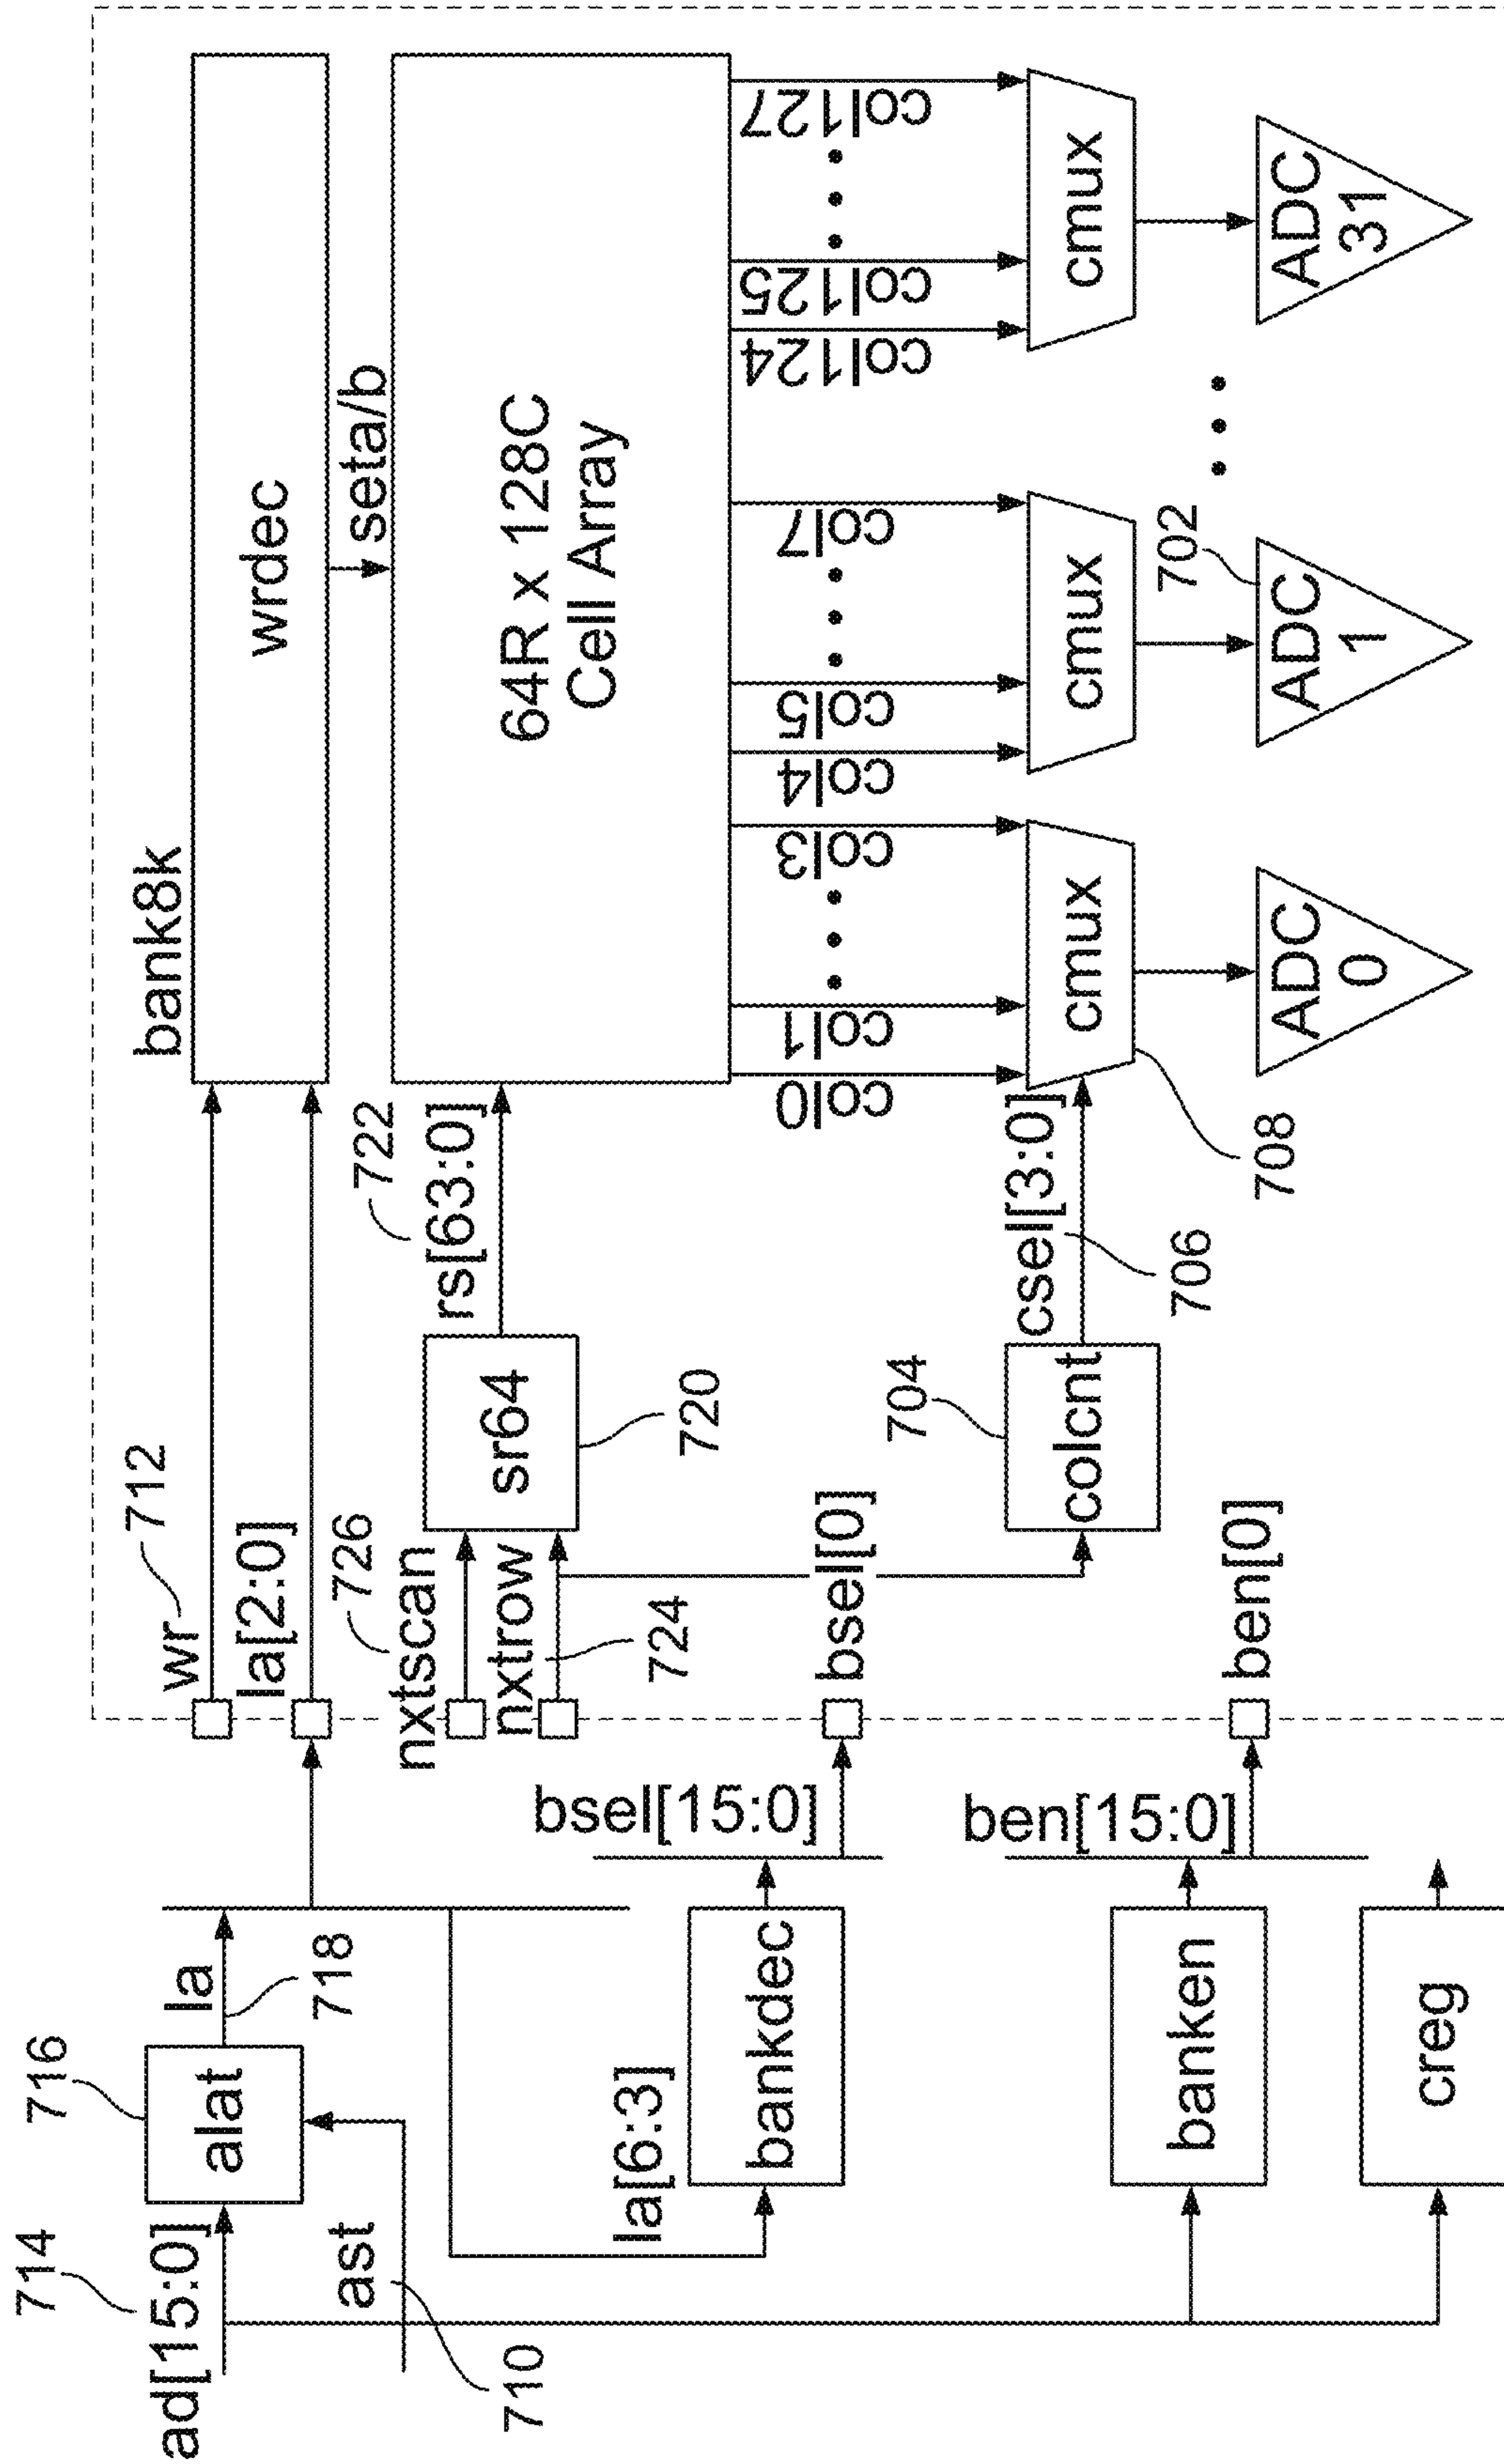 714
ad[15:0]
716
alat
la
718
ast
710
la[6:3]
bankdec
bsel[15:0]
banken
ben[15:0]
creg
wr
712
la[2:0]
726
nxtscan
nxtrow
724
sr64
720
722
rs[63:0]
bsel[0]
704
colcnt
csel[3:0]
706
ben[0]
bank8k
wrdec
seta/b
64R x 128C
Cell Array
col0
col1
col3
col4
col5
col7
col124
col125
col127
cmux
cmux
cmux
708
702
ADC
0
ADC
1
ADC
31